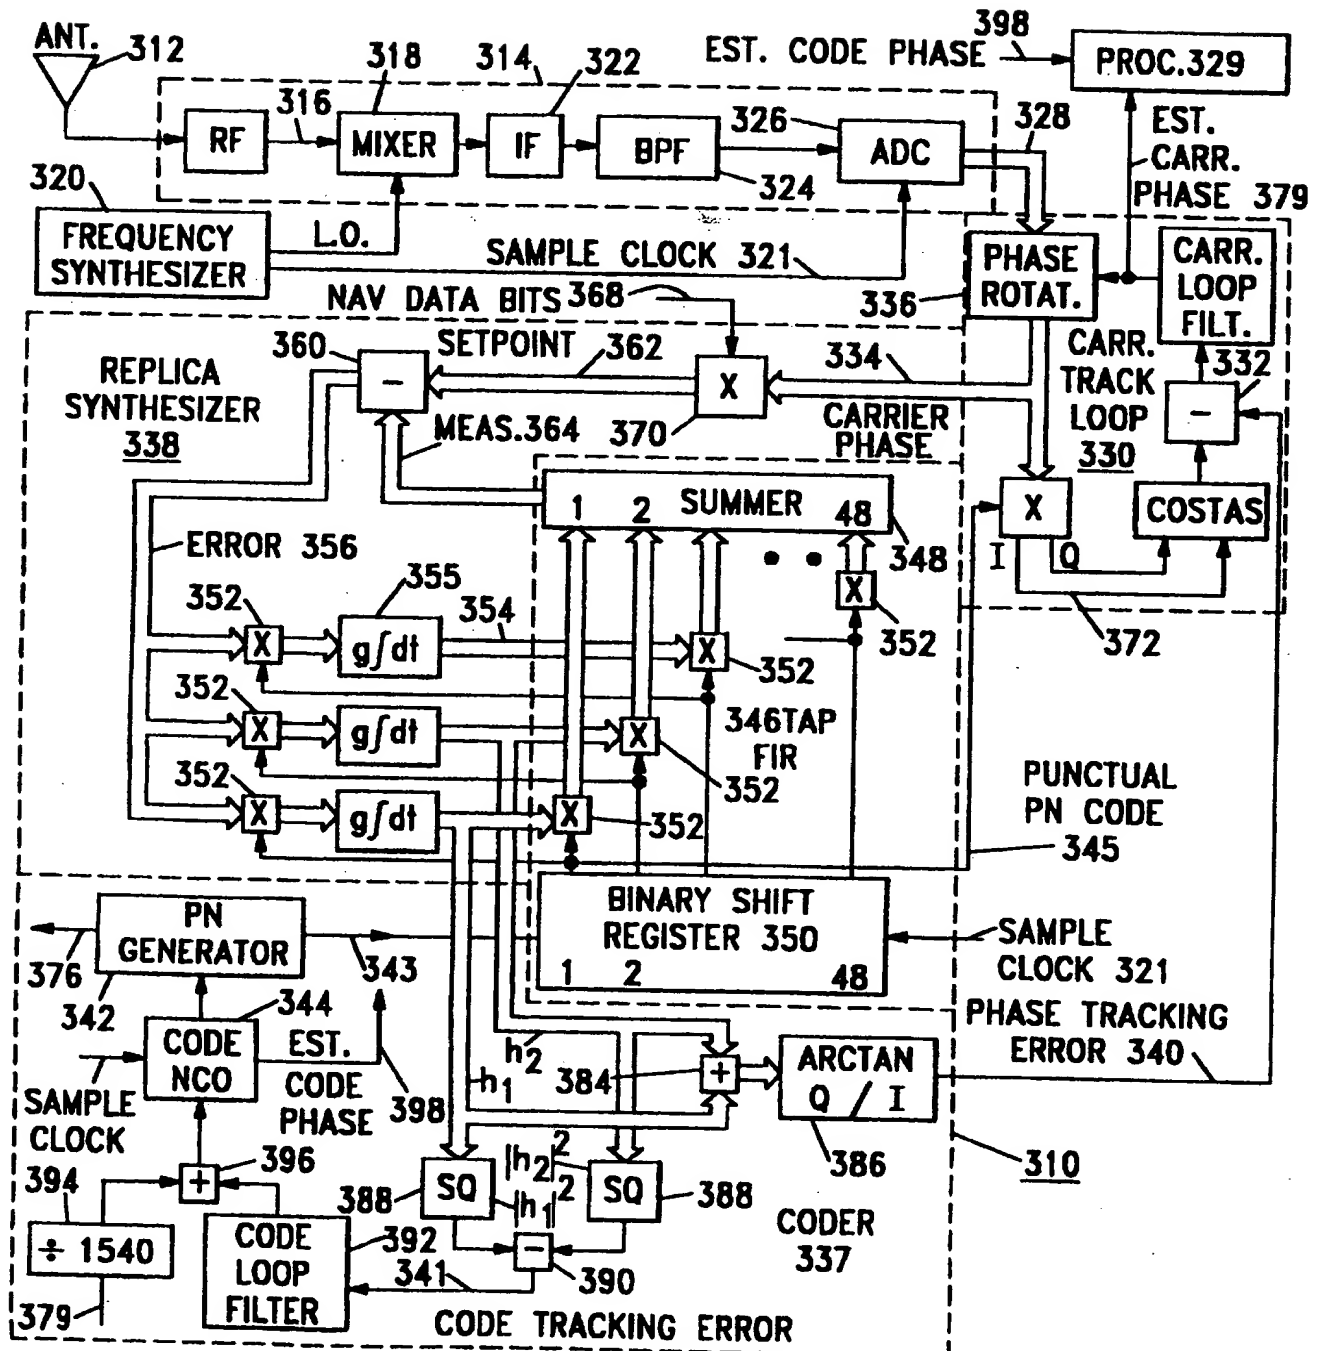 ANT.
312
318
314
322
398
EST. CODE PHASE
PROC.329
316
326
328
RF
MIXER
IF
BPF
ADC
EST.
CARR.
PHASE 379
320
324
FREQUENCY
SYNTHESIZER
L.O.
SAMPLE CLOCK 321
PHASE
ROTAT.
336
CARR.
LOOP
FILT.
NAV DATA BITS 368
REPLICA
SYNTHESIZER
338
360
SETPOINT
362
334
CARR.
TRACK
LOOP
330
332
−
X
−
370
CARRIER
PHASE
MEAS.364
SUMMER
1
2
48
348
X
COSTAS
I
Q
372
ERROR 356
352
355
354
X
g∫dt
X
352
X
352
352
X
g∫dt
X
352
346TAP
FIR
352
X
g∫dt
X
352
PUNCTUAL
PN CODE
345
PN
GENERATOR
376
342
343
BINARY SHIFT
REGISTER 350
1
2
48
SAMPLE
CLOCK 321
344
CODE
NCO
EST.
CODE
PHASE
398
SAMPLE
CLOCK
h2
h1
384
+
ARCTAN
Q / I
386
PHASE TRACKING
ERROR 340
310
394
+
396
÷ 1540
379
CODE
LOOP
FILTER
392
388
SQ
|h2|²
|h1|²
SQ
388
−
390
341
CODER
337
CODE TRACKING ERROR